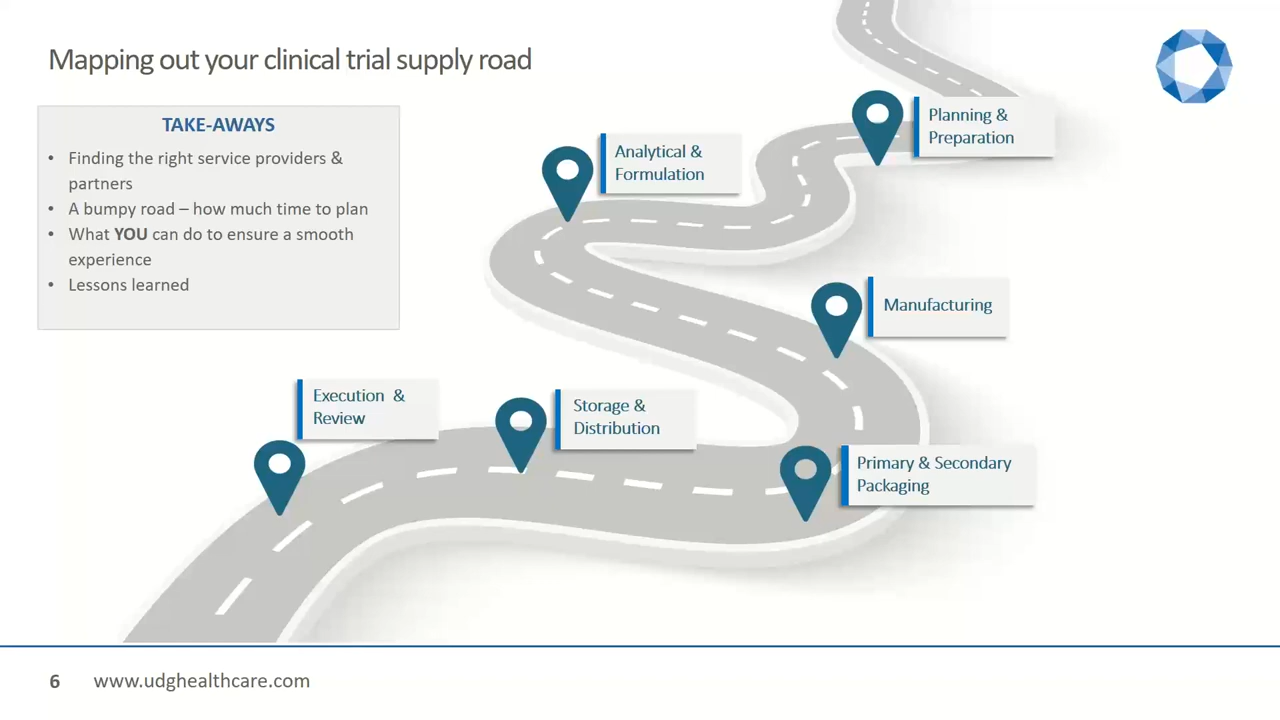 Mapping out your clinical trial supply road
TAKE-AWAYS
• Finding the right service providers &
partners
• A bumpy road – how much time to plan
• What YOU can do to ensure a smooth
experience
• Lessons learned
Planning &
Preparation
Analytical &
Formulation
Manufacturing
Primary & Secondary
Packaging
Storage &
Distribution
Execution &
Review
6 www.udghealthcare.com